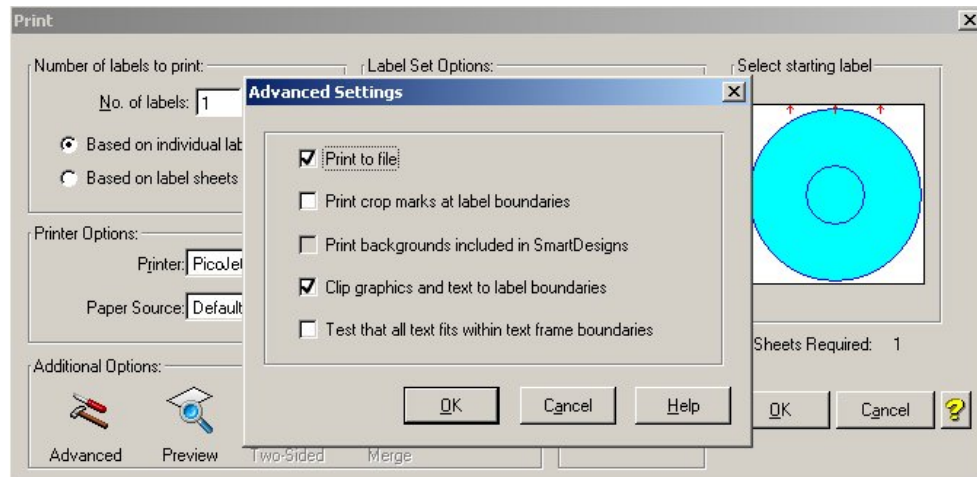 Print
Number of labels to print:
No. of labels: 1
Based on individual lab
Based on label sheets
Label Set Options:
Select starting label
Advanced Settings
Print to file
Print crop marks at label boundaries
Print backgrounds included in SmartDesigns
Clip graphics and text to label boundaries
Test that all text fits within text frame boundaries
OK Cancel Help
Printer Options:
Printer: PicoJet
Paper Source: Default
Sheets Required: 1
Additional Options:
Advanced Preview Two-Sided Merge
OK Cancel ?